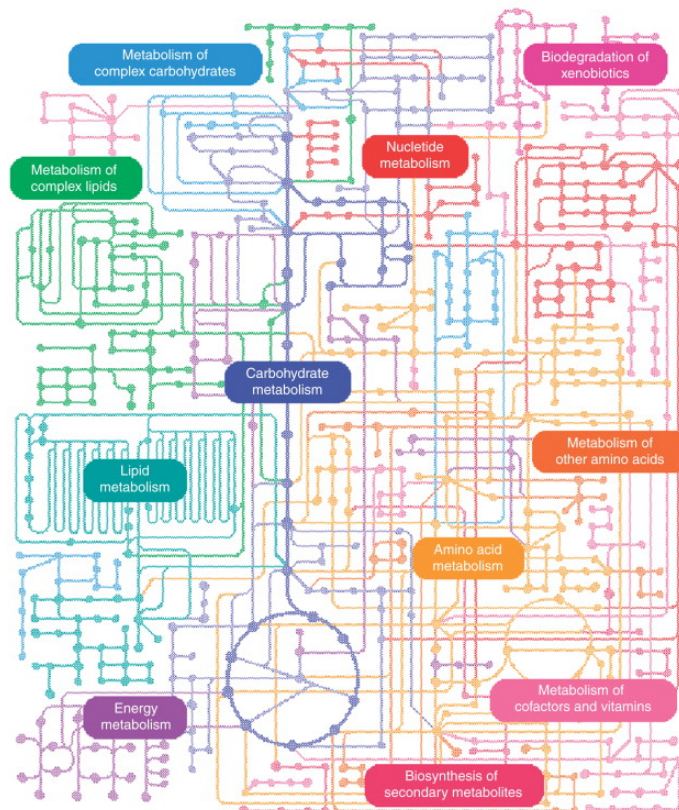 Metabolism of
complex carbohydrates
Biodegradation of
xenobiotics
Nucletide
metabolism
Metabolism of
complex lipids
Carbohydrate
metabolism
Metabolism of
other amino acids
Lipid
metabolism
Amino acid
metabolism
Metabolism of
cofactors and vitamins
Energy
metabolism
Biosynthesis of
secondary metabolites